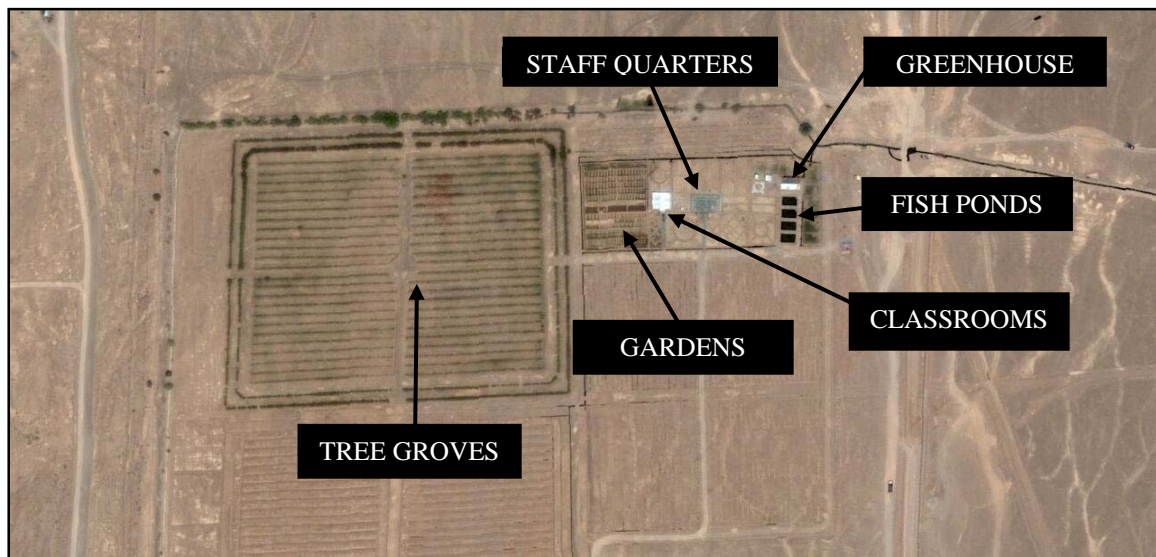 STAFF QUARTERS
GREENHOUSE
FISH PONDS
CLASSROOMS
GARDENS
TREE GROVES